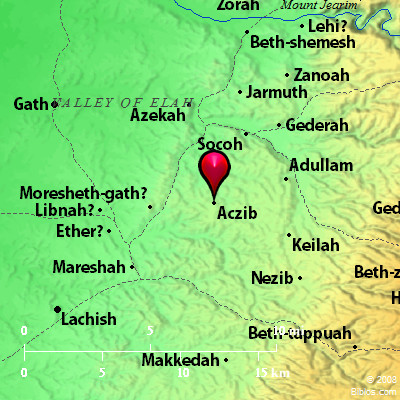 Zorah
Mount Jearim
Lehi?
Beth-shemesh
Zanoah
Jarmuth
Gath
VALLEY OF ELAH
Azekah
Gederah
Socoh
Adullam
Moresheth-gath?
Libnah?
Aczib
Ged
Ether?
Keilah
Mareshah
Beth-z
Nezib
H
Lachish
0 5 10 mi
Beth-tappuah
Makkedah
0 5 10 15 km
© 2008